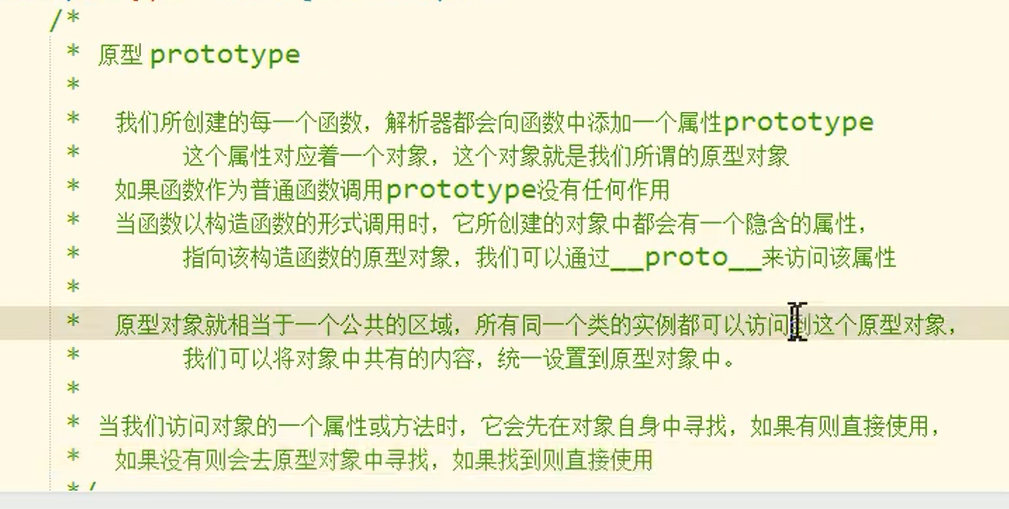 /*
* 原型 prototype
*
* 我们所创建的每一个函数，解析器都会向函数中添加一个属性prototype
* 这个属性对应着一个对象，这个对象就是我们所谓的原型对象
* 如果函数作为普通函数调用prototype没有任何作用
* 当函数以构造函数的形式调用时，它所创建的对象中都会有一个隐含的属性，
* 指向该构造函数的原型对象，我们可以通过__proto__来访问该属性
*
* 原型对象就相当于一个公共的区域，所有同一个类的实例都可以访问到这个原型对象，
* 我们可以将对象中共有的内容，统一设置到原型对象中。
*
* 当我们访问对象的一个属性或方法时，它会先在对象自身中寻找，如果有则直接使用，
* 如果没有则会去原型对象中寻找，如果找到则直接使用
*/